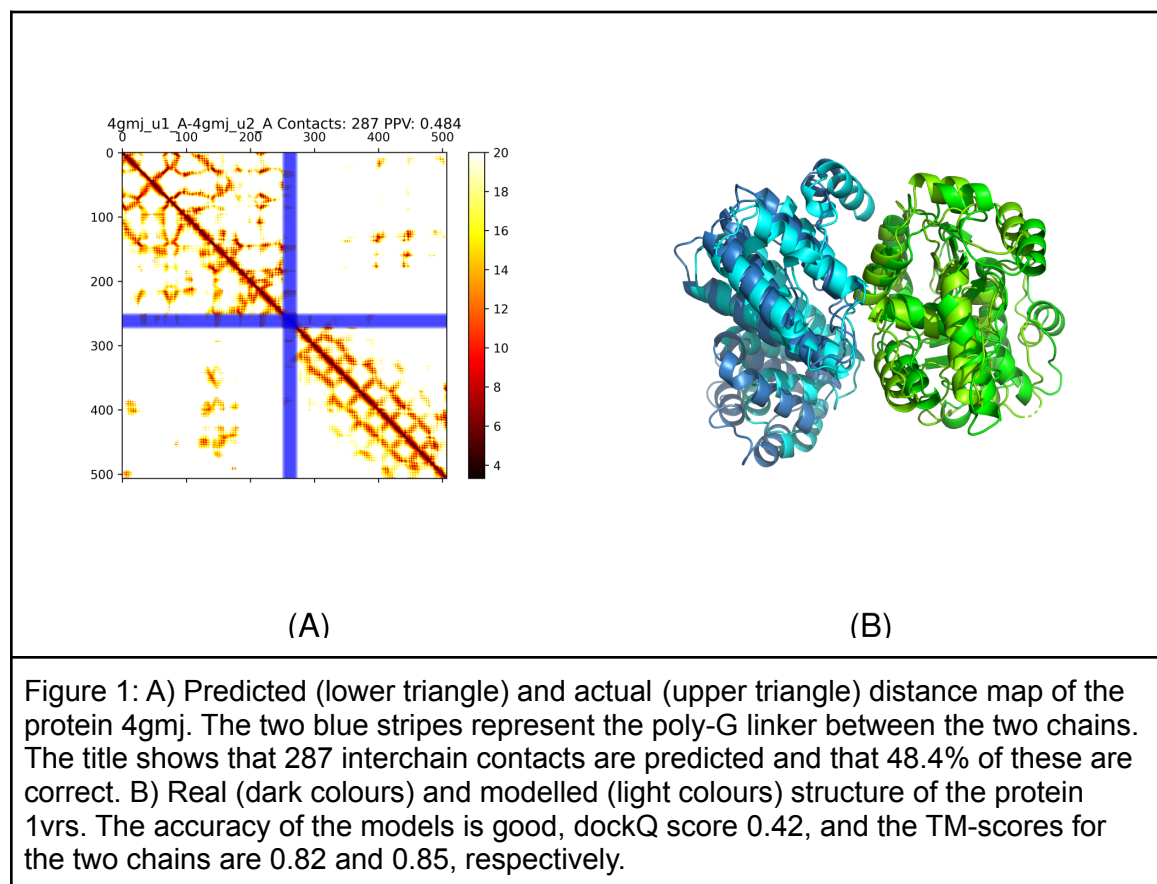 4gmj_u1_A-4gmj_u2_A Contacts: 287 PPV: 0.484
0 100 200 300 400 500
0
100
200
300
400
500
20
18
16
14
12
10
8
6
4
(A)
(B)
Figure 1: A) Predicted (lower triangle) and actual (upper triangle) distance map of the
protein 4gmj. The two blue stripes represent the poly-G linker between the two chains.
The title shows that 287 interchain contacts are predicted and that 48.4% of these are
correct. B) Real (dark colours) and modelled (light colours) structure of the protein
1vrs. The accuracy of the models is good, dockQ score 0.42, and the TM-scores for
the two chains are 0.82 and 0.85, respectively.